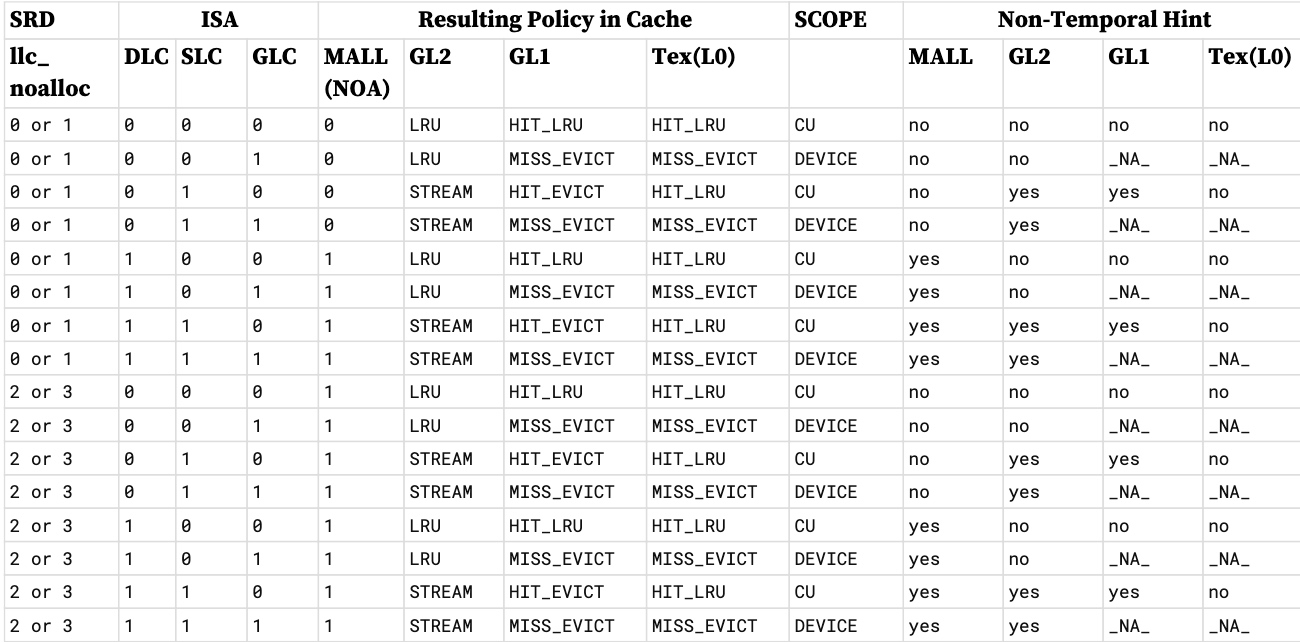 SRD ISA Resulting Policy in Cache SCOPE Non-Temporal Hint
llc_ DLC SLC GLC MALL GL2 GL1 Tex(L0) MALL GL2 GL1 Tex(L0)
noalloc (NOA)
0 or 1 0 0 0 0 LRU HIT_LRU HIT_LRU CU no no no no
0 or 1 0 0 1 0 LRU MISS_EVICT MISS_EVICT DEVICE no no _NA_ _NA_
0 or 1 0 1 0 0 STREAM HIT_EVICT HIT_LRU CU no yes yes no
0 or 1 0 1 1 0 STREAM MISS_EVICT MISS_EVICT DEVICE no yes _NA_ _NA_
0 or 1 1 0 0 1 LRU HIT_LRU HIT_LRU CU yes no no no
0 or 1 1 0 1 1 LRU MISS_EVICT MISS_EVICT DEVICE yes no _NA_ _NA_
0 or 1 1 1 0 1 STREAM HIT_EVICT HIT_LRU CU yes yes yes no
0 or 1 1 1 1 1 STREAM MISS_EVICT MISS_EVICT DEVICE yes yes _NA_ _NA_
2 or 3 0 0 0 1 LRU HIT_LRU HIT_LRU CU no no no no
2 or 3 0 0 1 1 LRU MISS_EVICT MISS_EVICT DEVICE no no _NA_ _NA_
2 or 3 0 1 0 1 STREAM HIT_EVICT HIT_LRU CU no yes yes no
2 or 3 0 1 1 1 STREAM MISS_EVICT MISS_EVICT DEVICE no yes _NA_ _NA_
2 or 3 1 0 0 1 LRU HIT_LRU HIT_LRU CU yes no no no
2 or 3 1 0 1 1 LRU MISS_EVICT MISS_EVICT DEVICE yes no _NA_ _NA_
2 or 3 1 1 0 1 STREAM HIT_EVICT HIT_LRU CU yes yes yes no
2 or 3 1 1 1 1 STREAM MISS_EVICT MISS_EVICT DEVICE yes yes _NA_ _NA_